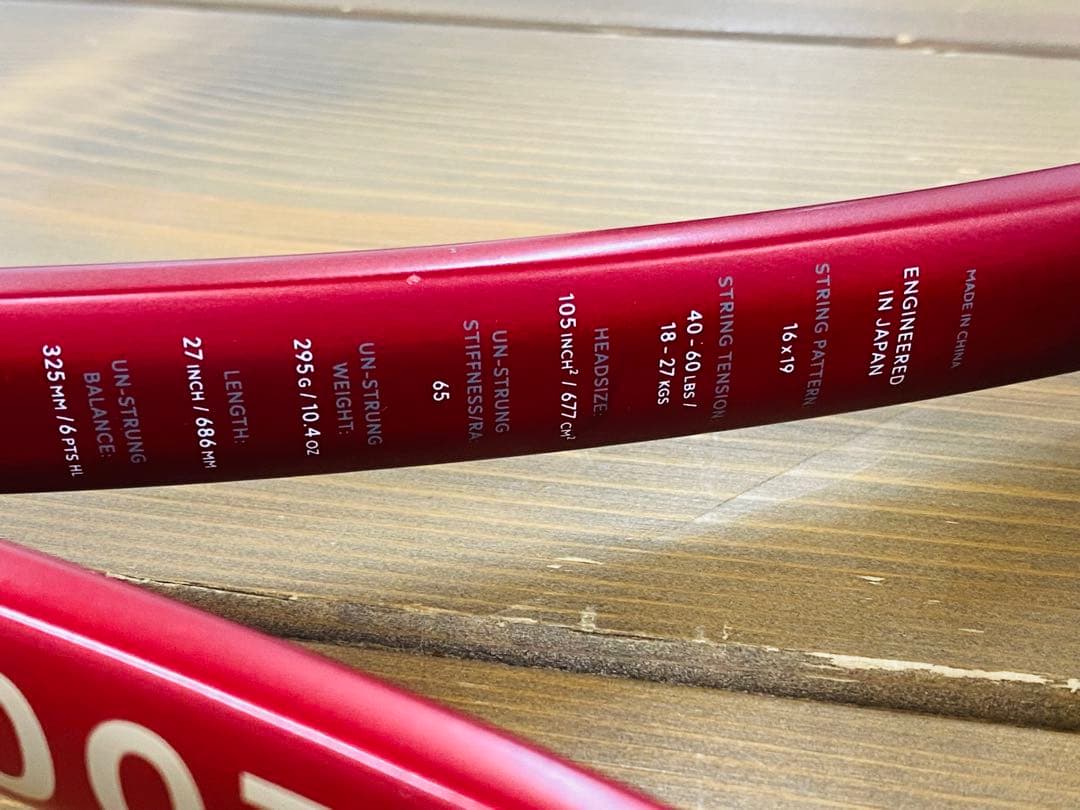 MADE IN CHINA
ENGINEERED
IN JAPAN
STRING PATTERN
16 x 19
STRING TENSION
40 - 60 LBS /
18 - 27 KGS
HEADSIZE:
105 INCH² / 677 CM²
UN-STRUNG
STIFFNESS/RA
65
UN-STRUNG
WEIGHT:
295 G / 10.4 OZ
LENGTH:
27 INCH / 686 MM
UN-STRUNG
BALANCE:
325 MM / 6 PTS HL